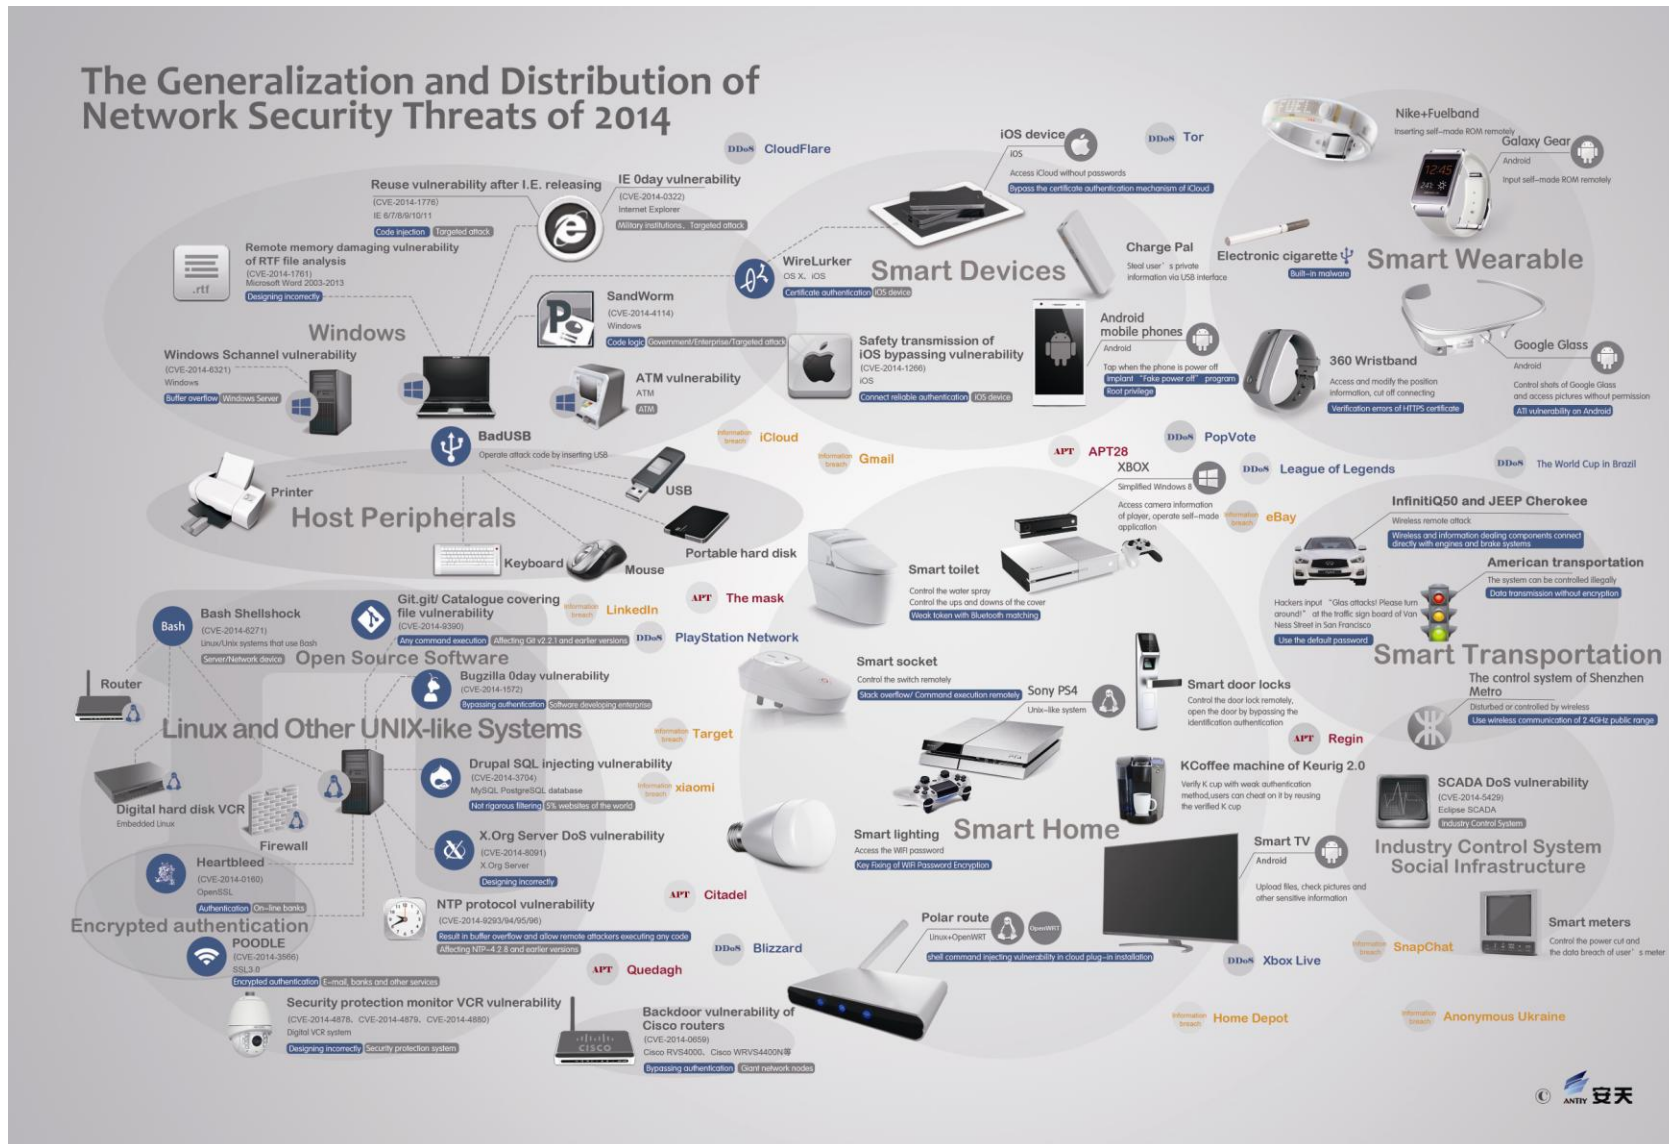 The Generalization and Distribution of
Network Security Threats of 2014
DDoS CloudFlare
DDoS Tor
iOS device
iOS
Access iCloud without passwords
Bypass the certificate authentication mechanism of iCloud
Nike+Fuelband
Inserting self-made ROM remotely
Galaxy Gear
Android
Input self-made ROM remotely
Reuse vulnerability after I.E. releasing
(CVE-2014-1776)
IE 6/7/8/9/10/11
Code injection Targeted attack
IE 0day vulnerability
(CVE-2014-0322)
Internet Explorer
Military institutions、Targeted attack
Remote memory damaging vulnerability
of RTF file analysis
(CVE-2014-1761)
Microsoft Word 2003-2013
Designing incorrectly
.rtf
WireLurker
OS X、iOS
Certificate authentication iOS device
Smart Devices
Charge Pal
Steal user's private
information via USB interface
Electronic cigarette
Built-in malware
Smart Wearable
SandWorm
(CVE-2014-4114)
Windows
Code logic Government/Enterprise/Targeted attack
Windows
Windows Schannel vulnerability
(CVE-2014-6321)
Windows
Buffer overflow Windows Server
ATM vulnerability
ATM
ATM
Safety transmission of
iOS bypassing vulnerability
(CVE-2014-1266)
iOS
Connect reliable authentication iOS device
Android
mobile phones
Android
Tap when the phone is power off
Implant "Fake power off" program
Root privilege
360 Wristband
Access and modify the position
information, cut off connecting
Verification errors of HTTPS certificate
Google Glass
Android
Control shots of Google Glass
and access pictures without permission
ATI vulnerability on Android
BadUSB
Operate attack code by inserting USB
Information breach iCloud
Information breach Gmail
APT APT28
DDoS PopVote
DDoS League of Legends
DDoS The World Cup in Brazil
Printer
USB
Host Peripherals
Portable hard disk
Keyboard
Mouse
XBOX
Simplified Windows 8
Access camera information
of player, operate self-made
application
Information breach eBay
InfinitiQ50 and JEEP Cherokee
Wireless remote attack
Wireless and information dealing components connect
directly with engines and brake systems
American transportation
The system can be controlled illegally
Data transmission without encryption
Hackers input "Glas attacks! Please turn
around!" at the traffic sign board of Van
Ness Street in San Francisco
Use the default password
Smart Transportation
The control system of Shenzhen
Metro
Disturbed or controlled by wireless
Use wireless communication of 2.4GHz public range
Smart toilet
Control the water spray
Control the ups and downs of the cover
Weak token with Bluetooth matching
Bash
Bash Shellshock
(CVE-2014-6271)
Linux/Unix systems that use Bash
Server/Network device
Git.git/ Catalogue covering
file vulnerability
(CVE-2014-9390)
Any command execution Affecting Git v2.2.1 and earlier versions
Information breach LinkedIn
APT The mask
DDoS PlayStation Network
Open Source Software
Router
Bugzilla 0day vulnerability
(CVE-2014-1572)
Bypassing authentication Software developing enterprise
Linux and Other UNIX-like Systems
Smart socket
Control the switch remotely
Stack overflow/ Command execution remotely
Sony PS4
Unix-like system
Smart door locks
Control the door lock remotely,
open the door by bypassing the
identification authentication
Information breach Target
APT Regin
Drupal SQL injecting vulnerability
(CVE-2014-3704)
MySQL PostgreSQL database
Not rigorous filtering 5% websites of the world
Information breach xiaomi
Digital hard disk VCR
Embedded Linux
Firewall
KCoffee machine of Keurig 2.0
Verify K cup with weak authentication
method,users can cheat on it by reusing
the verified K cup
SCADA DoS vulnerability
(CVE-2014-5429)
Eclipse SCADA
Industry Control System
Industry Control System
Social Infrastructure
X.Org Server DoS vulnerability
(CVE-2014-8091)
X.Org Server
Designing incorrectly
Smart lighting
Access the WIFI password
Key Fixing of WIFI Password Encryption
Smart Home
Smart TV
Android
Upload files, check pictures and
other sensitive information
Heartbleed
(CVE-2014-0160)
OpenSSL
Authentication On-line banks
Encrypted authentication
APT Citadel
NTP protocol vulnerability
(CVE-2014-9293/94/95/96)
Result in buffer overflow and allow remote attackers executing any code
Affecting NTP-4.2.8 and earlier versions
Polar route
Linux+OpenWRT
OpenWRT
shell command injecting vulnerability in cloud plug-in installation
Smart meters
Control the power cut and
the data breach of user's meter
POODLE
(CVE-2014-3566)
SSL3.0
Encrypted authentication E-mail, banks and other services
DDoS Blizzard
APT Quedagh
DDoS Xbox Live
Information breach SnapChat
Security protection monitor VCR vulnerability
(CVE-2014-4878、CVE-2014-4879、CVE-2014-4880)
Digital VCR system
Designing incorrectly Security protection system
CISCO
Backdoor vulnerability of
Cisco routers
(CVE-2014-0659)
Cisco RVS4000、Cisco WRVS4400N等
Bypassing authentication Giant network nodes
Information breach Home Depot
Information breach Anonymous Ukraine
© ANTIY 安天